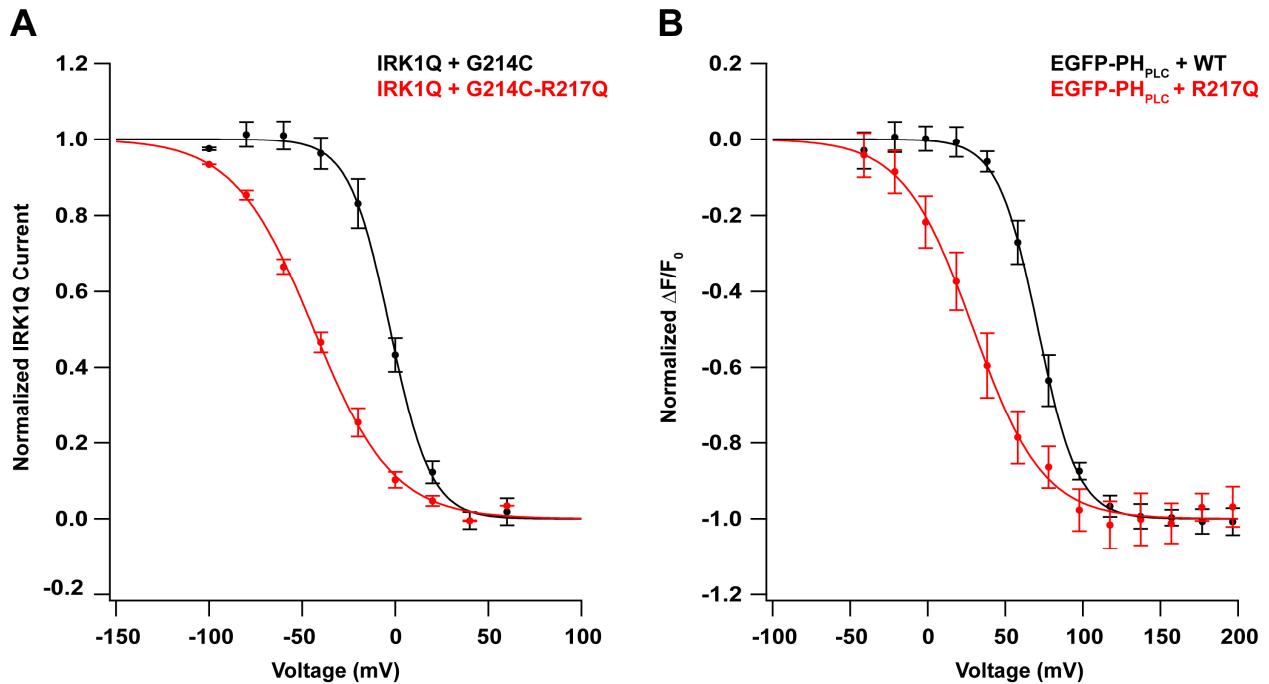 A
IRK1Q + G214C
IRK1Q + G214C-R217Q
Normalized IRK1Q Current
1.2
1.0
0.8
0.6
0.4
0.2
0.0
-0.2
-150 -100 -50 0 50 100
Voltage (mV)
B
EGFP-PHPLC + WT
EGFP-PHPLC + R217Q
Normalized ΔF/F0
0.2
0.0
-0.2
-0.4
-0.6
-0.8
-1.0
-1.2
-100 -50 0 50 100 150 200
Voltage (mV)